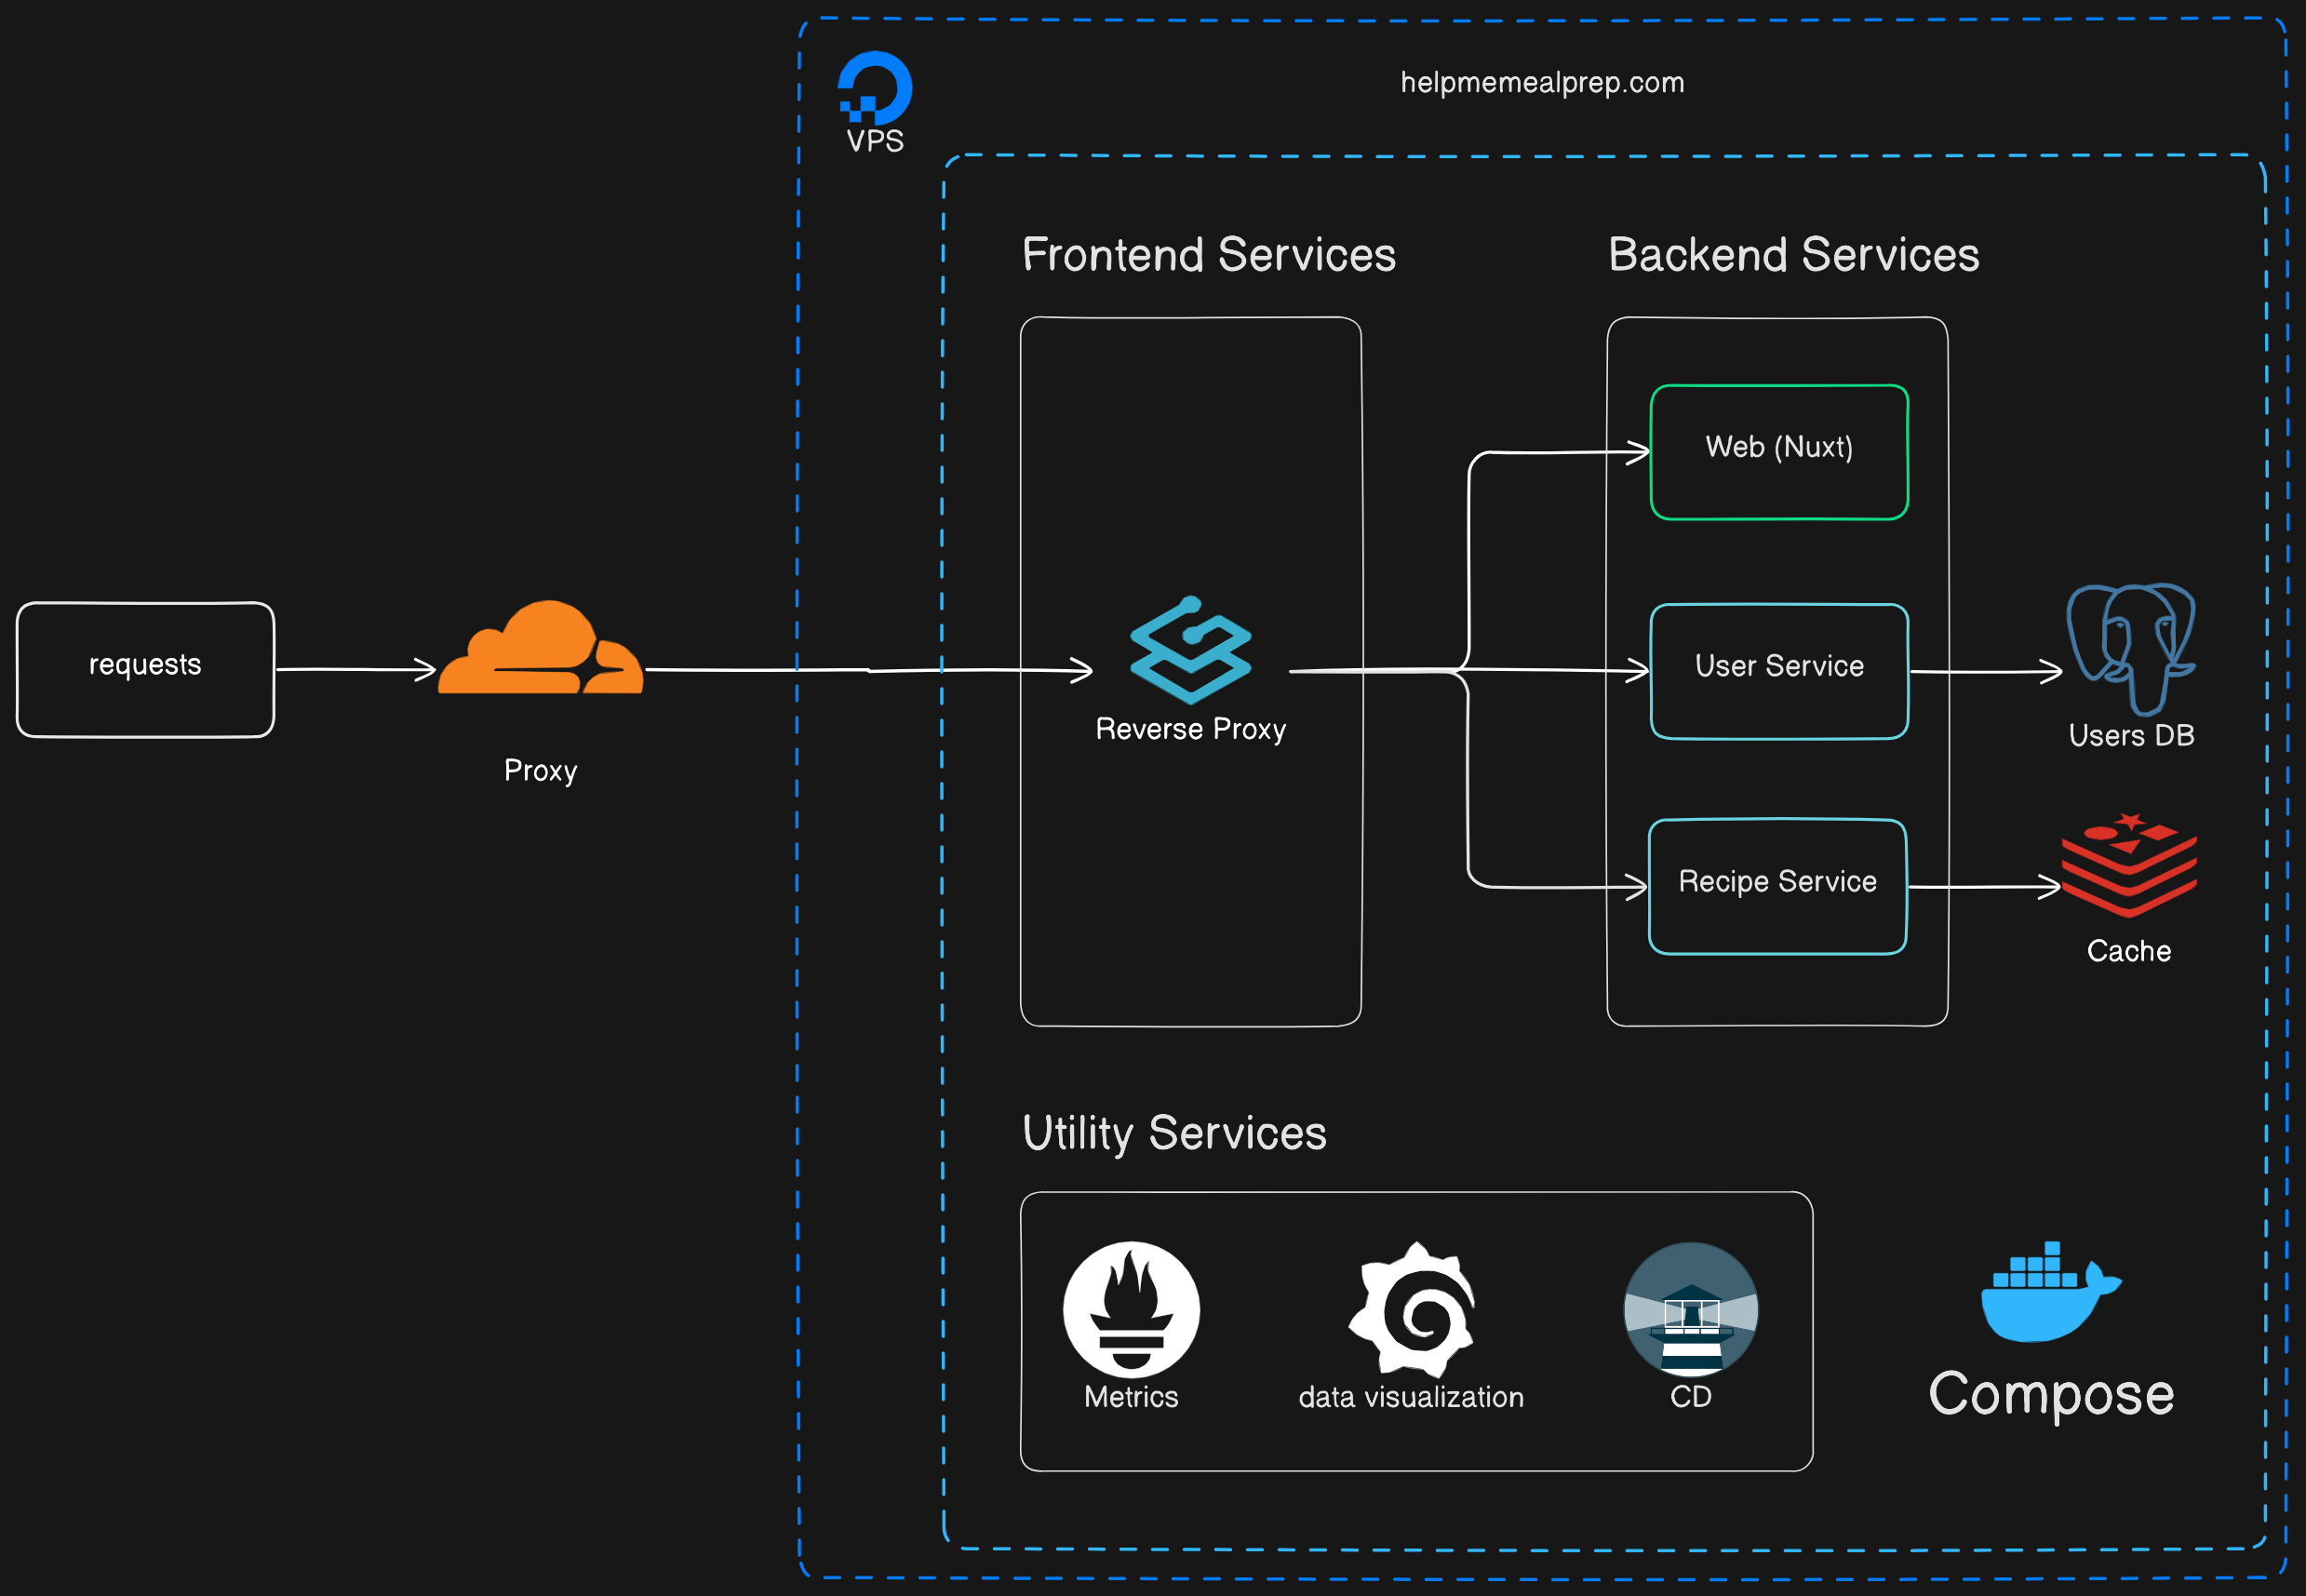 helpmemealprep.com
VPS
Frontend Services
Backend Services
Web (Nuxt)
requests
User Service
Reverse Proxy
Users DB
Proxy
Recipe Service
Cache
Utility Services
Metrics
data visualization
CD
Compose